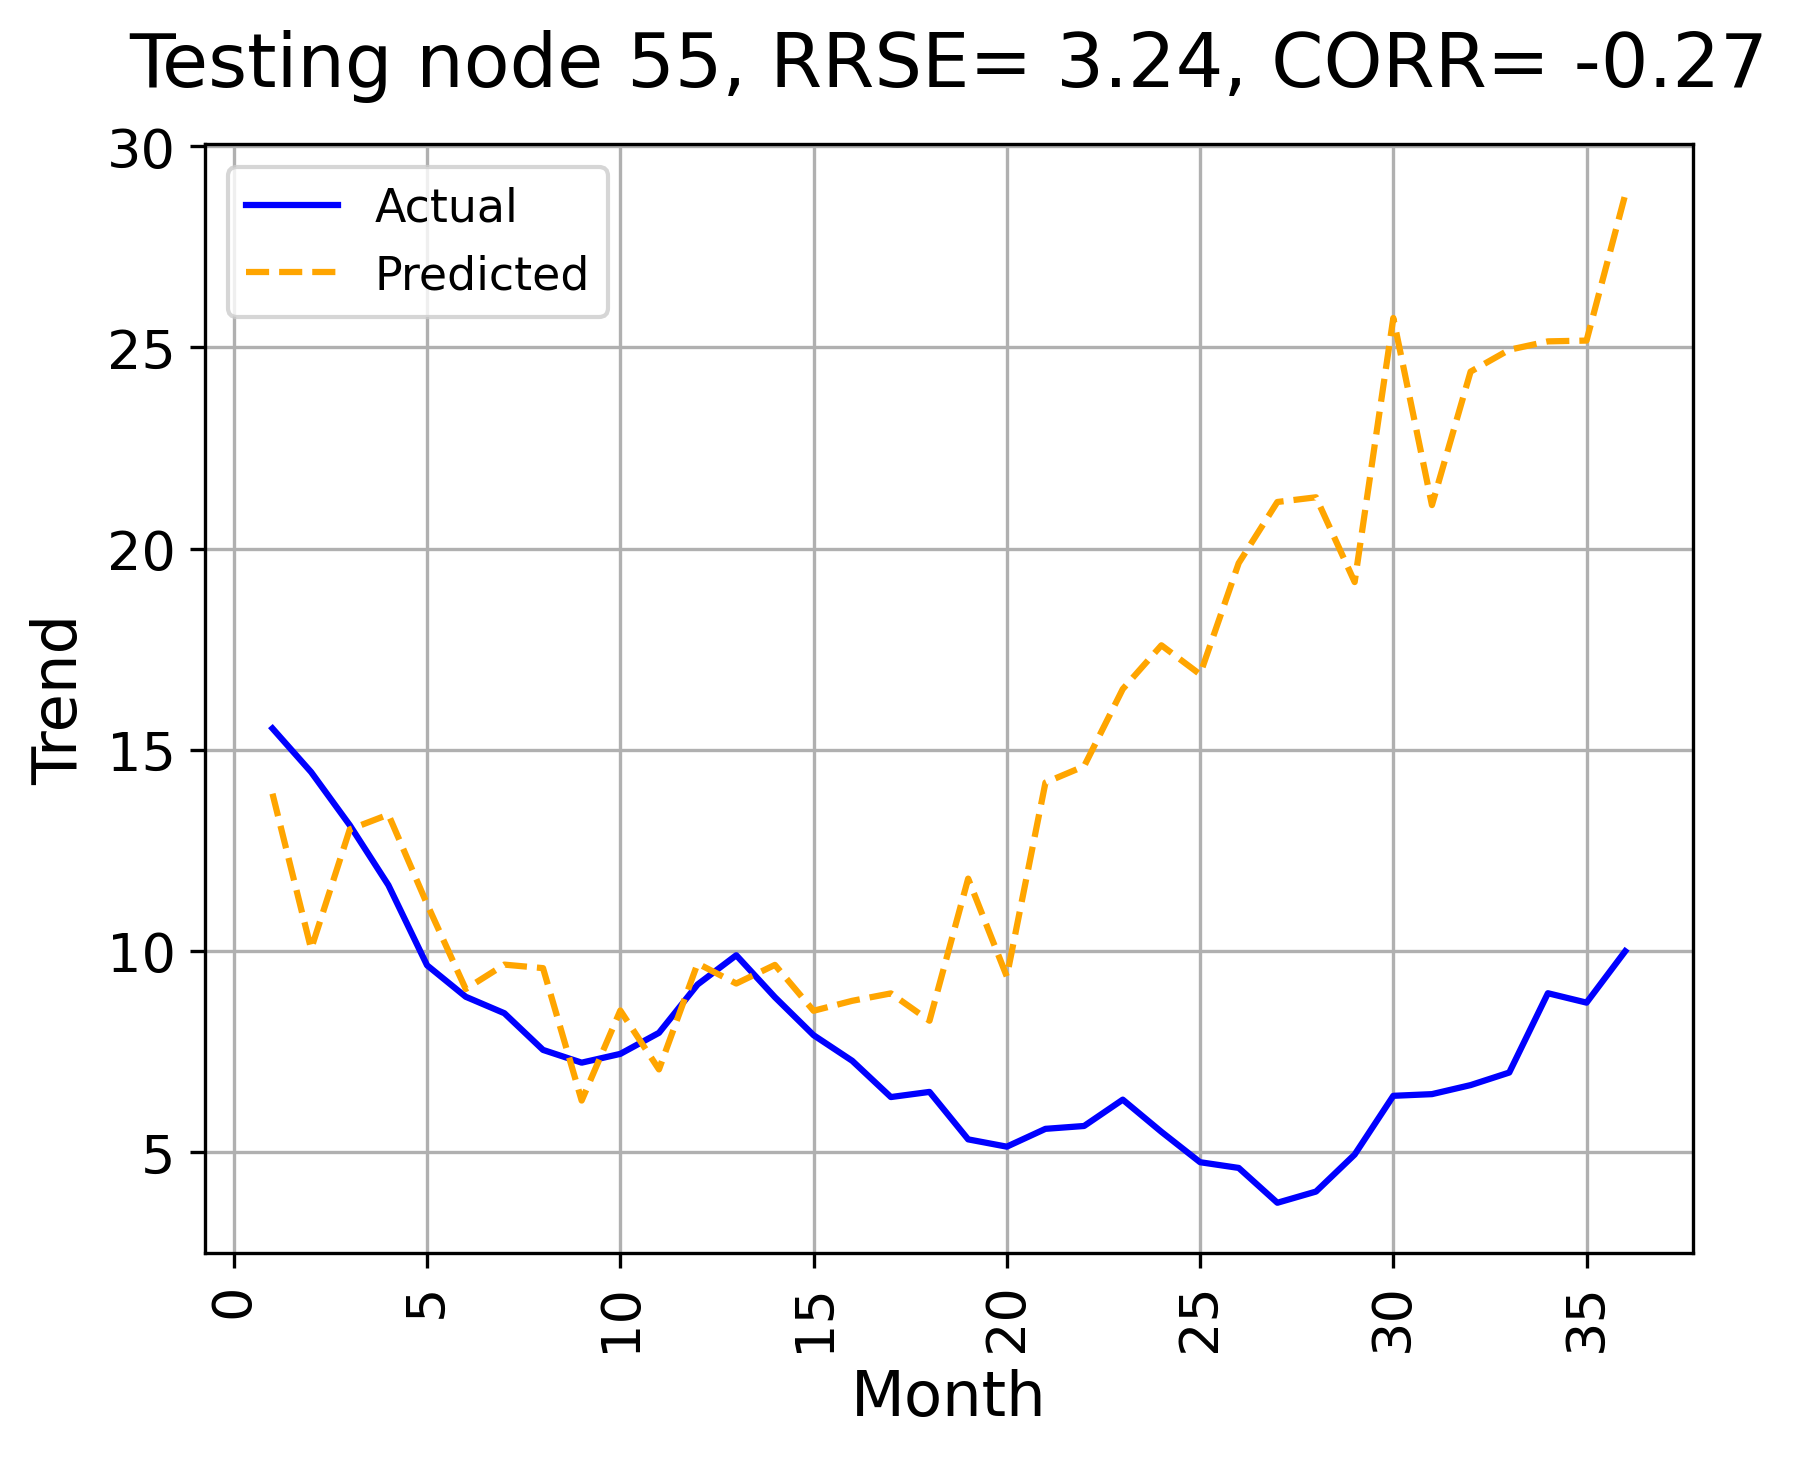 Testing node 55, RRSE= 3.24, CORR= -0.27
30
25
20
15
10
5
Trend
Actual
Predicted
0 5 10 15 20 25 30 35
Month